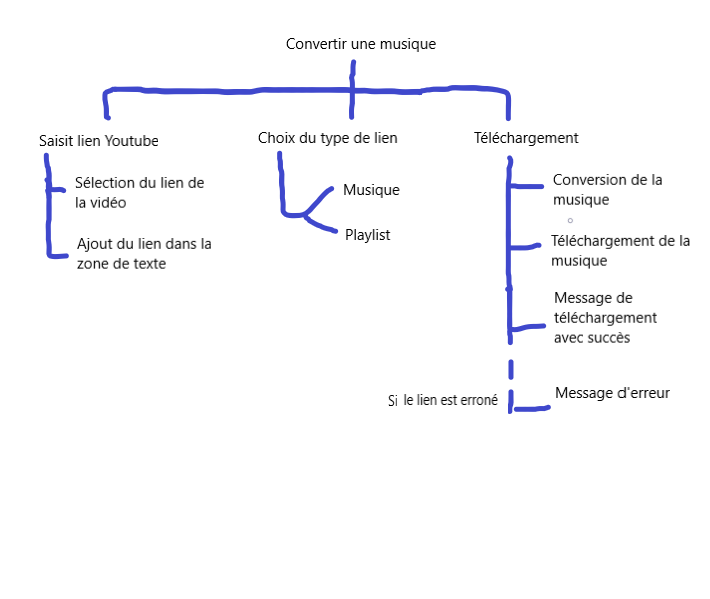 Convertir une musique
Saisit lien Youtube
Sélection du lien de
la vidéo
Ajout du lien dans la
zone de texte
Choix du type de lien
Musique
Playlist
Téléchargement
Conversion de la
musique
Téléchargement de la
musique
Message de
téléchargement
avec succès
Si le lien est erroné
Message d'erreur